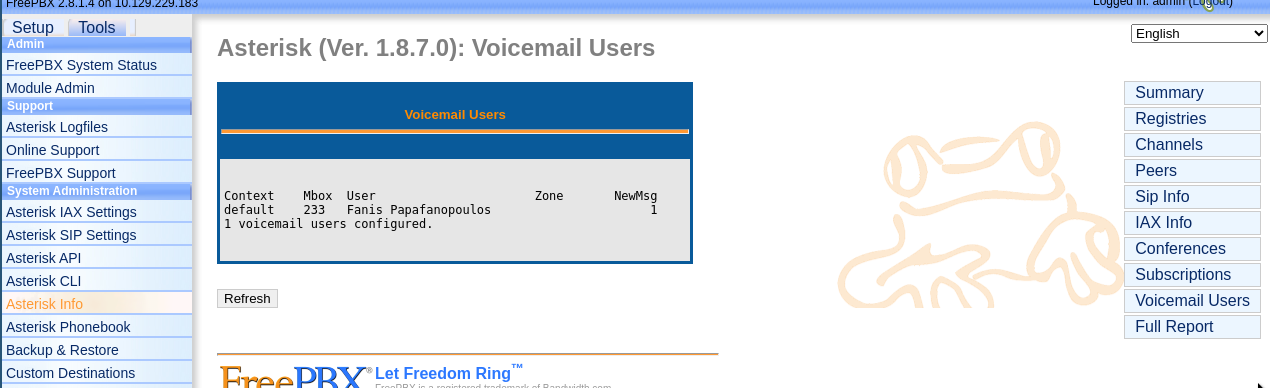 FreePBX 2.8.1.4 on 10.129.229.183
Logged in: admin (Logout)
Setup Tools
English
Admin
FreePBX System Status
Module Admin
Support
Asterisk Logfiles
Online Support
FreePBX Support
System Administration
Asterisk IAX Settings
Asterisk SIP Settings
Asterisk API
Asterisk CLI
Asterisk Info
Asterisk Phonebook
Backup & Restore
Custom Destinations
Asterisk (Ver. 1.8.7.0): Voicemail Users
Voicemail Users
Context    Mbox  User                      Zone       NewMsg
default    233   Fanis Papafanopoulos                      1
1 voicemail users configured.
Refresh
Summary
Registries
Channels
Peers
Sip Info
IAX Info
Conferences
Subscriptions
Voicemail Users
Full Report
FreePBX® Let Freedom Ring™
FreePBX is a registered trademark of Bandwidth.com